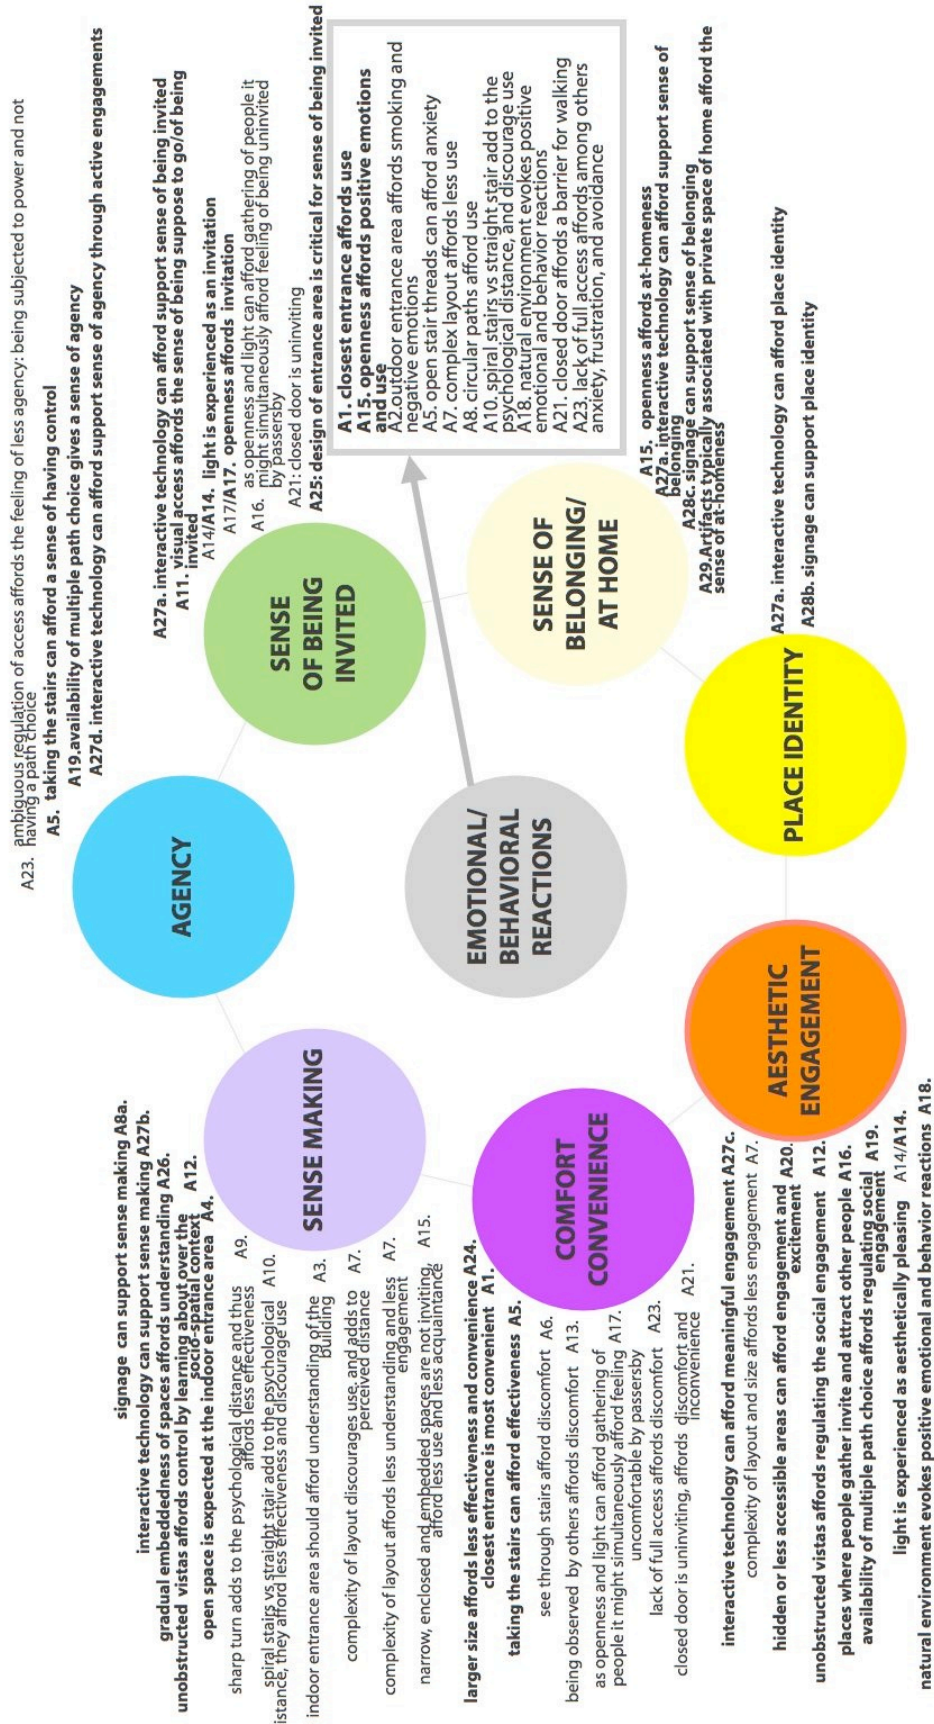 A23. ambiguous regulation of access affords the feeling of less agency: being subjected to power and not
having a path choice
A5. taking the stairs can afford a sense of having control
A19.availability of multiple path choice gives a sense of agency
A27d. interactive technology can afford support sense of agency through active engagements
AGENCY
A27a. interactive technology can afford support sense of being invited
A11. visual access affords the sense of being suppose to go/of being
invited
A14/A14. light is experienced as an invitation
A17/A17. openness affords invitation
A16. as openness and light can afford gathering of people it
might simultaneously afford feeling of being uninvited
by passersby
A21: closed door is uninviting
A25: design of entrance area is critical for sense of being invited
SENSE
OF BEING
INVITED
A1. closest entrance affords use
A15. openness affords positive emotions
and use
A2.outdoor entrance area affords smoking and
negative emotions
A5. open stair threads can afford anxiety
A7. complex layout affords less use
A8. circular paths afford use
A10. spiral stairs vs straight stair add to the
psychological distance, and discourage use
A18. natural environment evokes positive
emotional and behavior reactions
A21. closed door affords a barrier for walking
A23. lack of full access affords among others
anxiety, frustration, and avoidance
EMOTIONAL/
BEHAVIORAL
REACTIONS
SENSE OF
BELONGING/
AT HOME
A15. openness affords at-homeness
A27a. interactive technology can afford support sense of
belonging
A28c. signage can support sense of belonging
A29.Artifacts typically associated with private space of home afford the
sense of at-homeness
PLACE IDENTITY
A27a. interactive technology can afford place identity
A28b. signage can support place identity
signage can support sense making A8a.
interactive technology can support sense making A27b.
gradual embeddedness of spaces affords understanding A26.
unobstructed vistas affords control by learning about over the
socio-spatial context A12.
open space is expected at the indoor entrance area A4.
SENSE MAKING
sharp turn adds to the psychological distance and thus
affords less effectiveness A9.
spiral stairs vs straight stair add to the psychological A10.
istance, they afford less effectiveness and discourage use
indoor entrance area should afford understanding of the
building A3.
complexity of layout discourages use, and adds to
perceived distance A7.
complexity of layout affords less understanding and less
engagement A7.
narrow, enclosed and embedded spaces are not inviting,
afford less use and less acquaintance A15.
larger size affords less effectiveness and convenience A24.
closest entrance is most convenient A1.
taking the stairs can afford effectiveness A5.
COMFORT
CONVENIENCE
see through stairs afford discomfort A6.
being observed by others affords discomfort A13.
as openness and light can afford gathering of
people it might simultaneously afford feeling A17.
uncomfortable by passersby
lack of full access affords discomfort A23.
closed door is uninviting, affords discomfort and
inconvenience A21.
AESTHETIC
ENGAGEMENT
interactive technology can afford meaningful engagement A27c.
complexity of layout and size affords less engagement A7.
hidden or less accessible areas can afford engagement and A20.
excitement
unobstructed vistas affords regulating the social engagement A12.
places where people gather invite and attract other people A16.
availability of multiple path choice affords regulating social A19.
engagement
light is experienced as aesthetically pleasing A14/A14.
natural environment evokes positive emotional and behavior reactions A18.